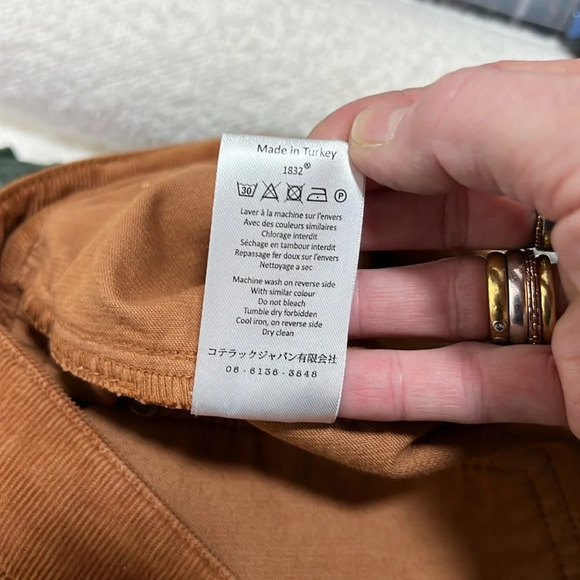 Made in Turkey
1832®
30 P
Laver à la machine sur l'envers
Avec des couleurs similaires
Chlorage interdit
Séchage en tambour interdit
Repassage fer doux sur l'envers
Nettoyage a sec
Machine wash on reverse side
With similar colour
Do not bleach
Tumble dry forbidden
Cool iron, on reverse side
Dry clean
コテラックジャパン有限会社
06-6136-3848